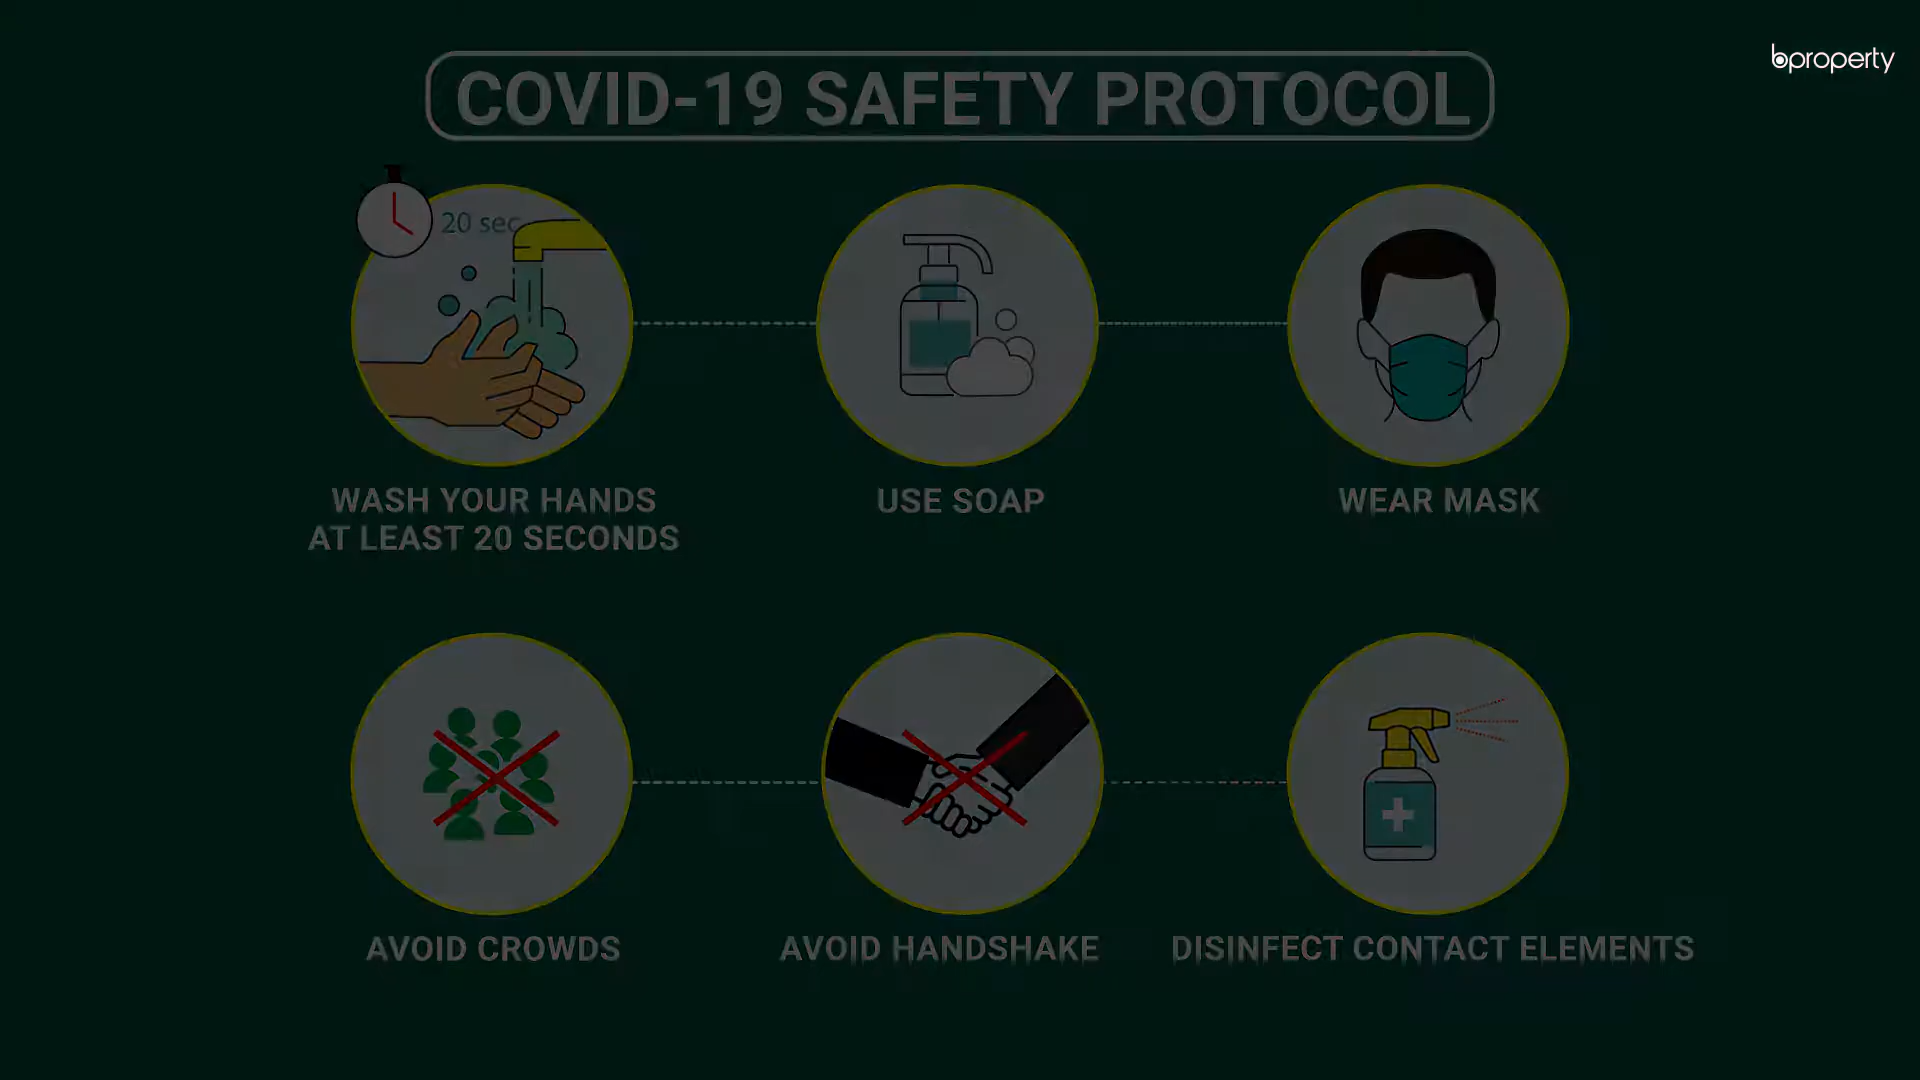 bproperty
COVID-19 SAFETY PROTOCOL
20 sec
WASH YOUR HANDS
AT LEAST 20 SECONDS
USE SOAP
WEAR MASK
AVOID CROWDS
AVOID HANDSHAKE
DISINFECT CONTACT ELEMENTS